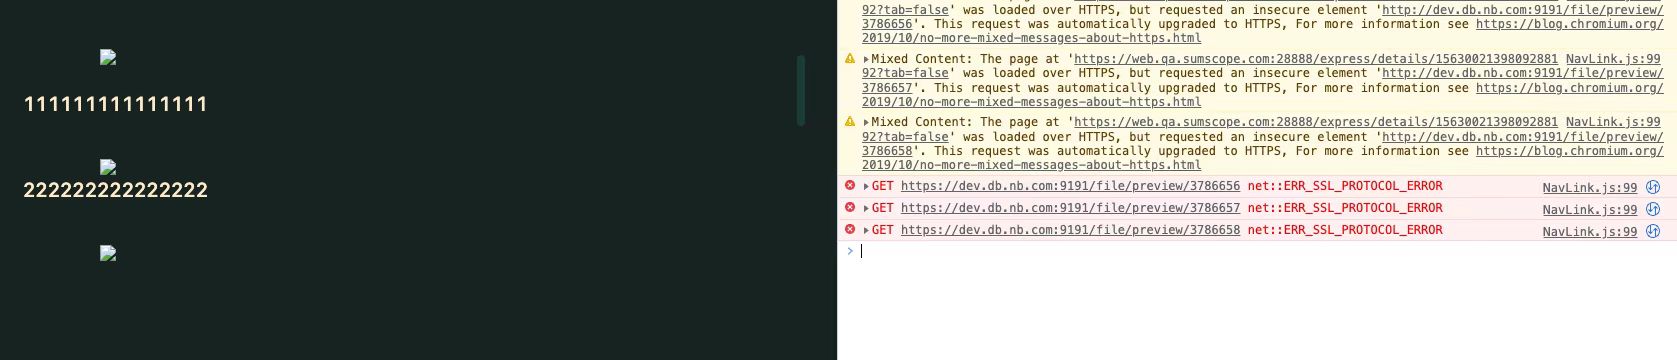 111111111111111
222222222222222
92?tab=false' was loaded over HTTPS, but requested an insecure element 'http://dev.db.nb.com:9191/file/preview/
3786656'. This request was automatically upgraded to HTTPS, For more information see https://blog.chromium.org/
2019/10/no-more-mixed-messages-about-https.html
Mixed Content: The page at 'https://web.qa.sumscope.com:28888/express/details/15630021398092881 NavLink.js:99
92?tab=false' was loaded over HTTPS, but requested an insecure element 'http://dev.db.nb.com:9191/file/preview/
3786657'. This request was automatically upgraded to HTTPS, For more information see https://blog.chromium.org/
2019/10/no-more-mixed-messages-about-https.html
Mixed Content: The page at 'https://web.qa.sumscope.com:28888/express/details/15630021398092881 NavLink.js:99
92?tab=false' was loaded over HTTPS, but requested an insecure element 'http://dev.db.nb.com:9191/file/preview/
3786658'. This request was automatically upgraded to HTTPS, For more information see https://blog.chromium.org/
2019/10/no-more-mixed-messages-about-https.html
GET https://dev.db.nb.com:9191/file/preview/3786656 net::ERR_SSL_PROTOCOL_ERROR NavLink.js:99
GET https://dev.db.nb.com:9191/file/preview/3786657 net::ERR_SSL_PROTOCOL_ERROR NavLink.js:99
GET https://dev.db.nb.com:9191/file/preview/3786658 net::ERR_SSL_PROTOCOL_ERROR NavLink.js:99